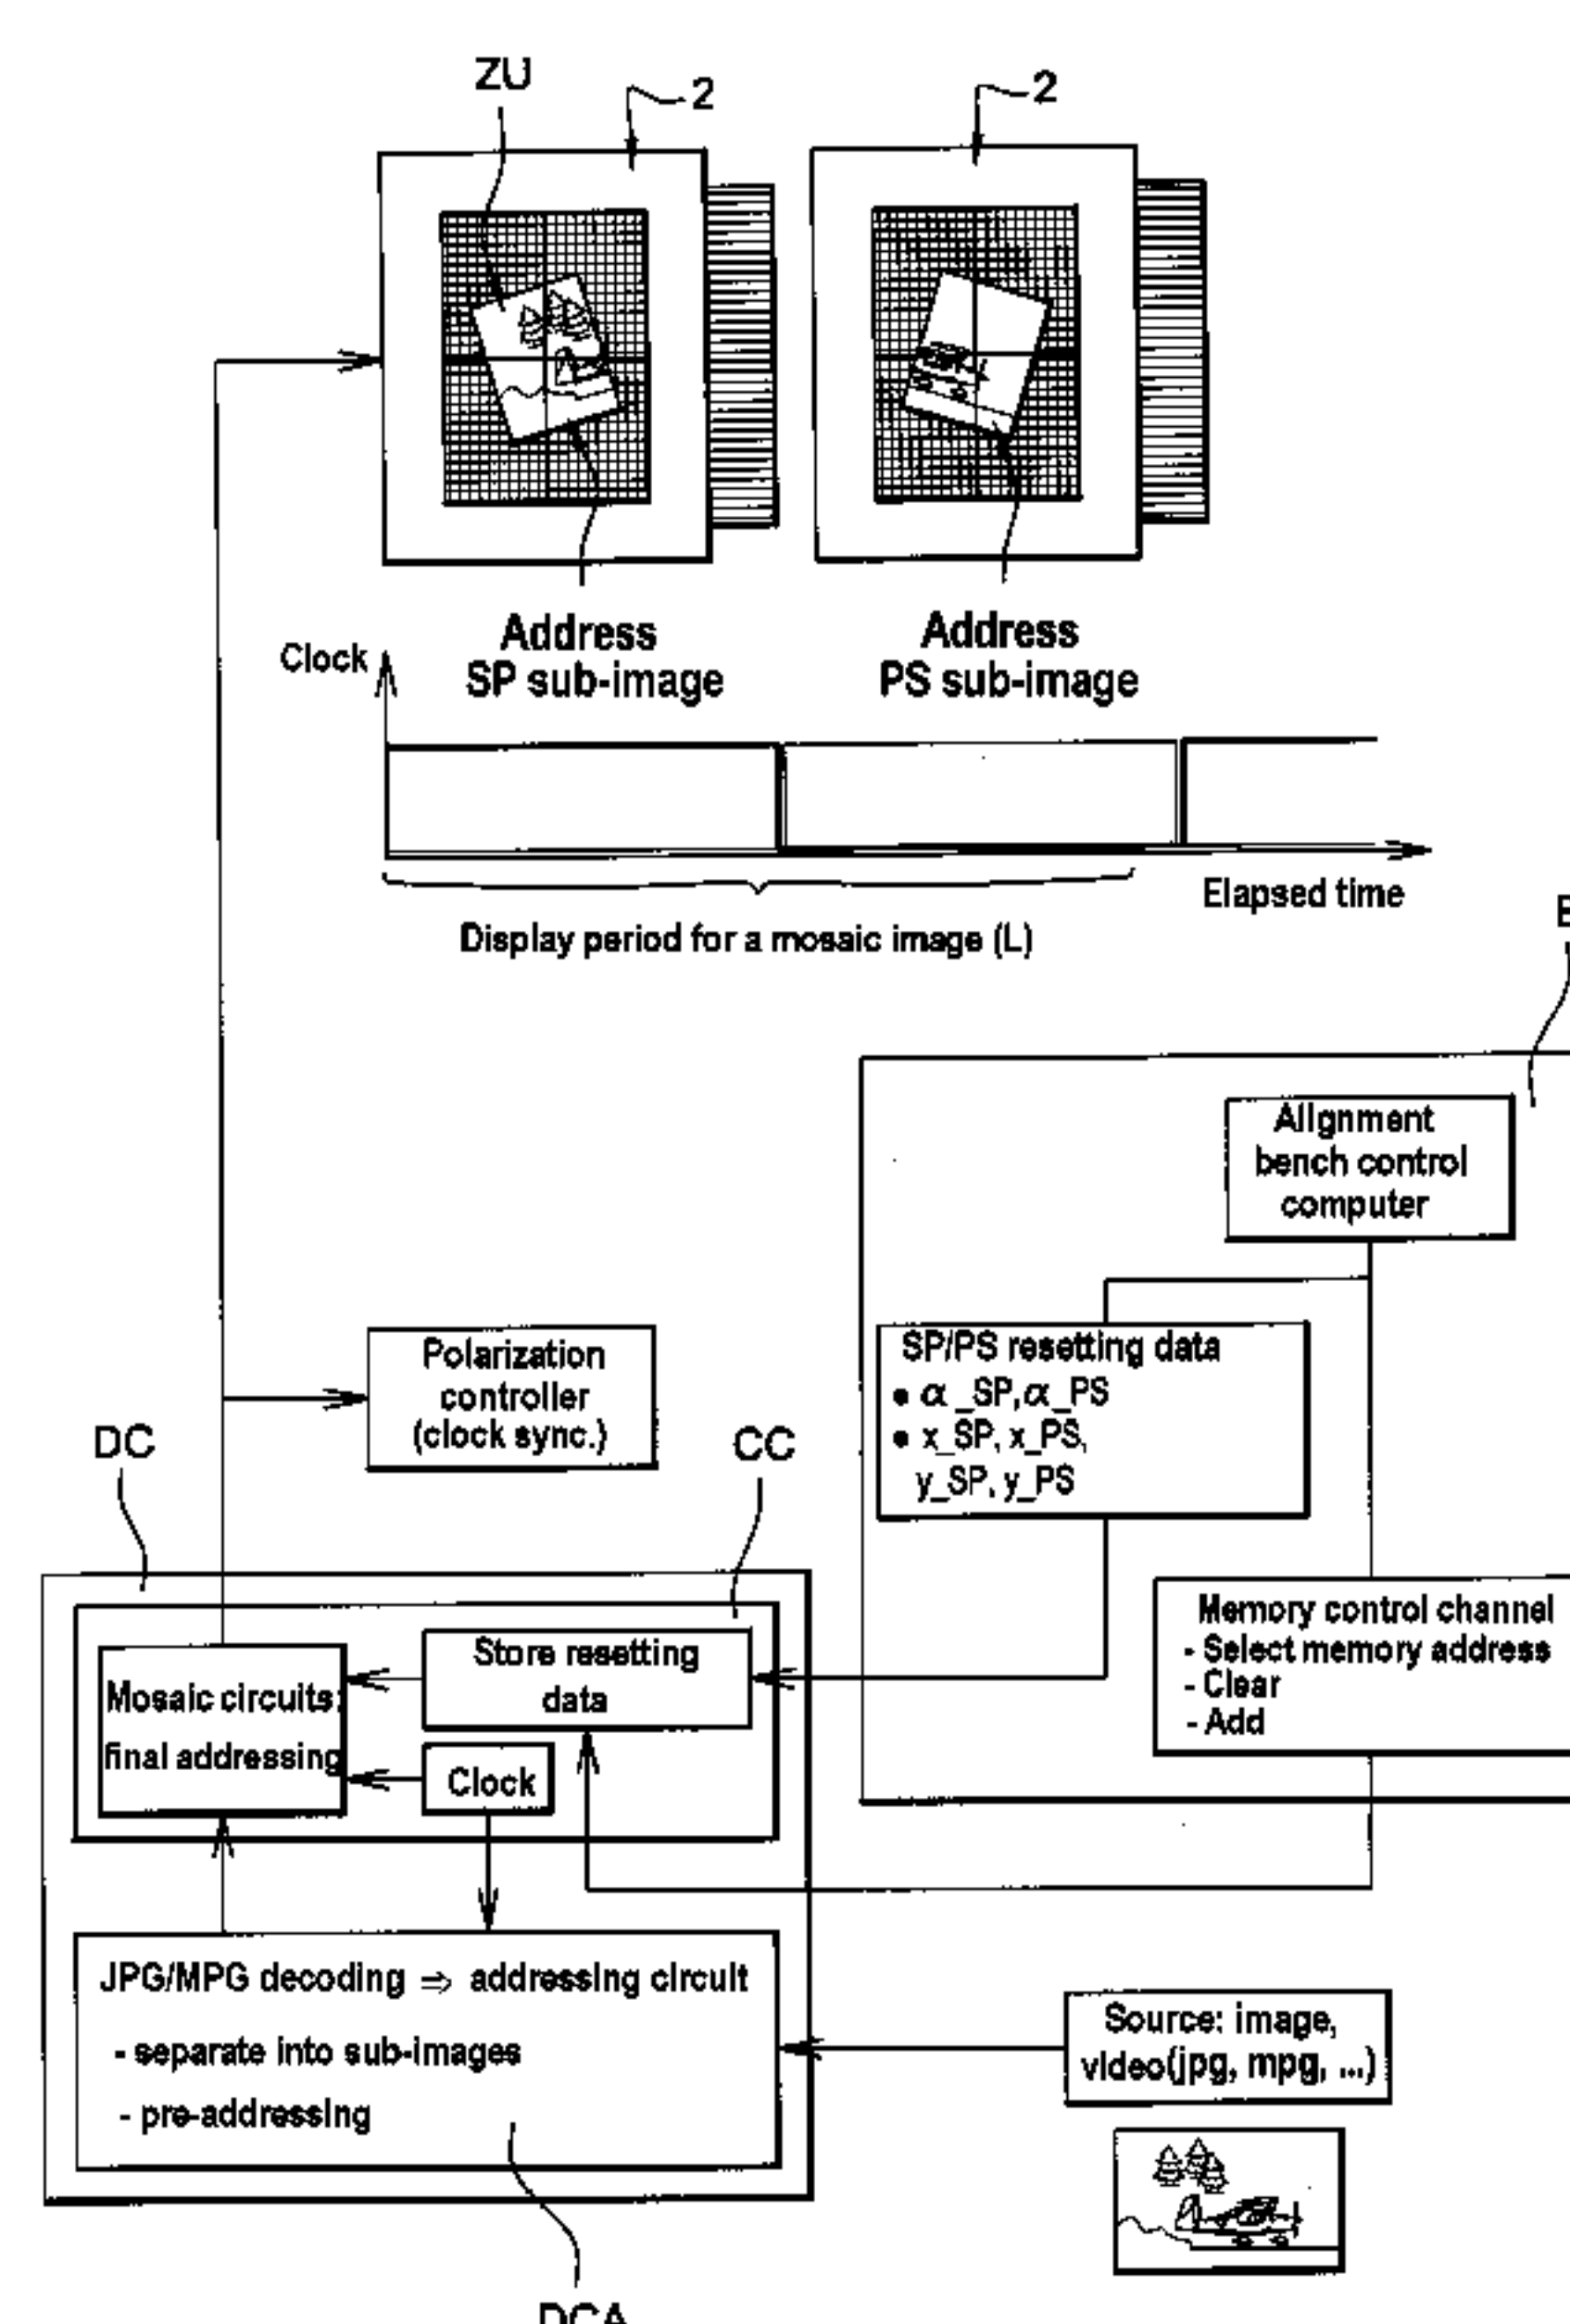 ZU
2
2
Address
SP sub-image
Address
PS sub-image
Clock
Elapsed time
Display period for a mosaic image (L)
Alignment
bench control
computer
Polarization
controller
(clock sync.)
SP/PS resetting data
• α_SP, α_PS
• x_SP, x_PS,
y_SP, y_PS
DC
CC
Memory control channel
- Select memory address
- Clear
- Add
Store resetting
data
Mosaic circuits:
final addressing
Clock
JPG/MPG decoding ⇒ addressing circuit
- separate into sub-images
- pre-addressing
Source: image,
video(jpg, mpg, ...)
DCA